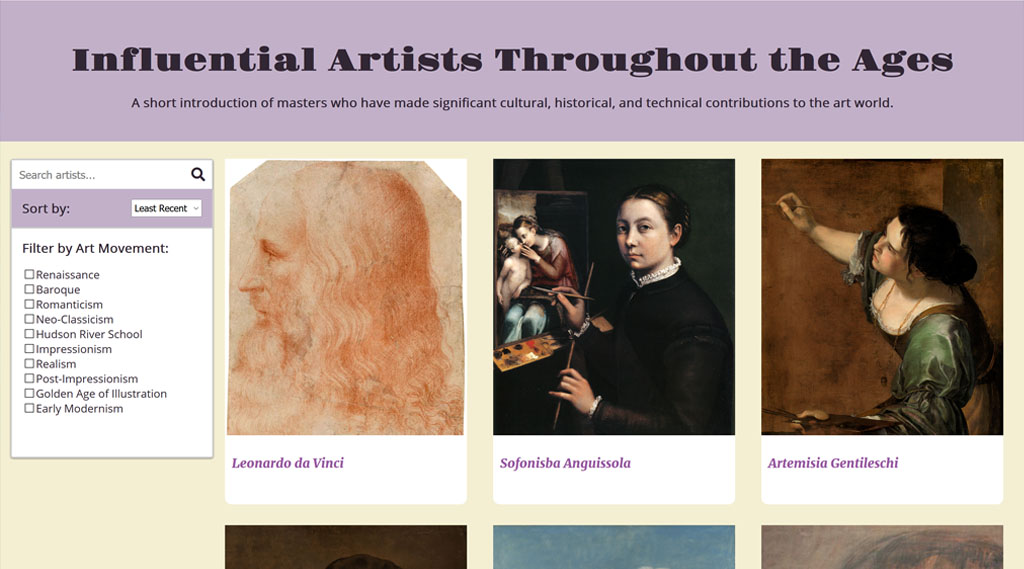 Influential Artists Throughout the Ages
A short introduction of masters who have made significant cultural, historical, and technical contributions to the art world.
Search artists...
Sort by:
Least Recent
Filter by Art Movement:
Renaissance
Baroque
Romanticism
Neo-Classicism
Hudson River School
Impressionism
Realism
Post-Impressionism
Golden Age of Illustration
Early Modernism
Leonardo da Vinci
Sofonisba Anguissola
Artemisia Gentileschi